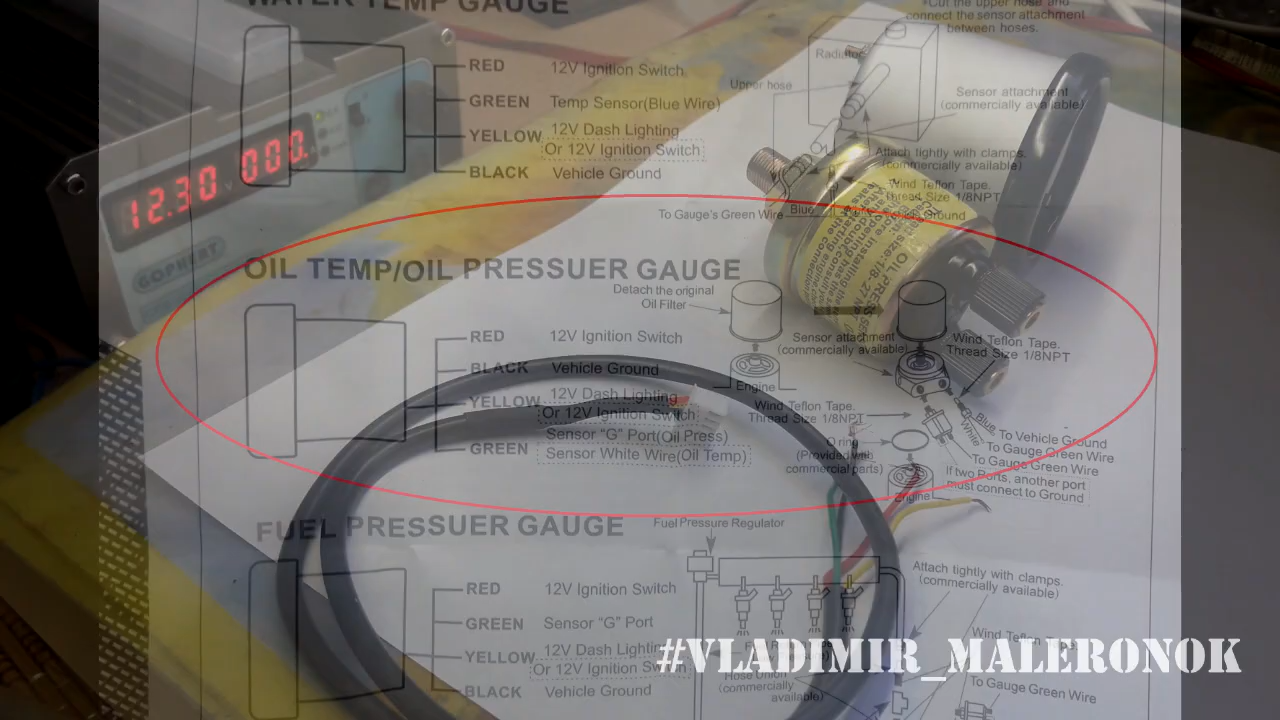 WATER TEMP GAUGE
RED 12V Ignition Switch
GREEN Temp Sensor(Blue Wire)
YELLOW 12V Dash Lighting
Or 12V Ignition Switch
BLACK Vehicle Ground
*Cut the upper hose and
connect the sensor attachment
between hoses.
Radiator
Upper hose
Sensor attachment
(commercially available)
Attach tightly with clamps.
(commercially available)
Wind Teflon Tape.
Thread Size 1/8NPT
To Gauge's Green Wire
Blue
Ground
12.30 V 000.
GOPHERT
OIL TEMP/OIL PRESSUER GAUGE
RED 12V Ignition Switch
BLACK Vehicle Ground
YELLOW 12V Dash Lighting
Or 12V Ignition Switch
GREEN Sensor “G” Port(Oil Press)
Sensor White Wire(Oil Temp)
Detach the original
Oil Filter
Engine
Sensor attachment
(commercially available)
Wind Teflon Tape.
Thread Size 1/8NPT
Wind Teflon Tape.
Thread Size 1/8NPT
O ring
(Provided with
commercial parts)
Engine
Blue
White
To Vehicle Ground
To Gauge Green Wire
To Gauge Green Wire
If two Ports, another port
must connect to Ground
FUEL PRESSUER GAUGE
RED 12V Ignition Switch
GREEN Sensor “G” Port
YELLOW 12V Dash Lighting
Or 12V Ignition
BLACK Vehicle Ground
Fuel Pressure Regulator
Attach tightly with clamps.
(commercially available)
Wind Teflon Tape.
Hose Union
(commercially
available)
To Gauge Green Wire
#VLADIMIR_MALERONOK